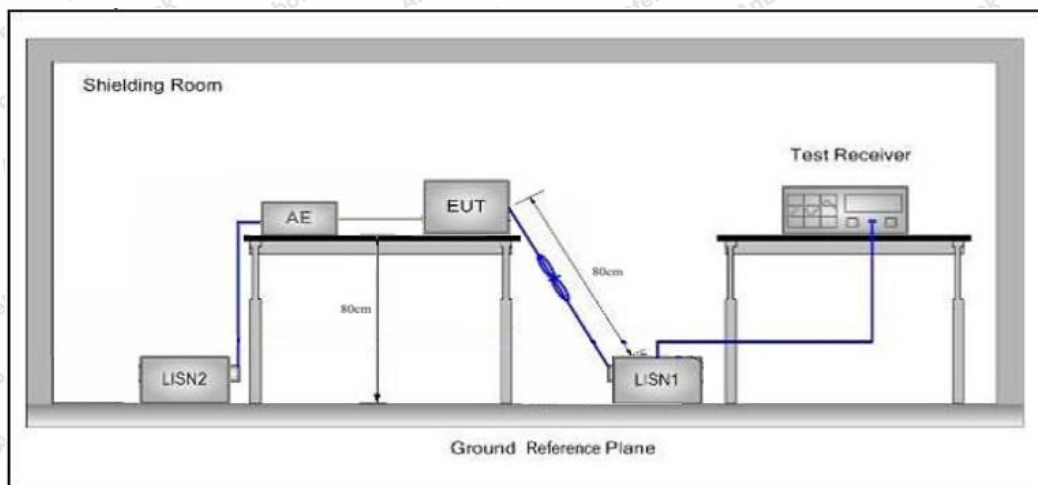 Shielding Room
Test Receiver
AE
EUT
80cm
80cm
LISN2
LISN1
Ground Reference Plane